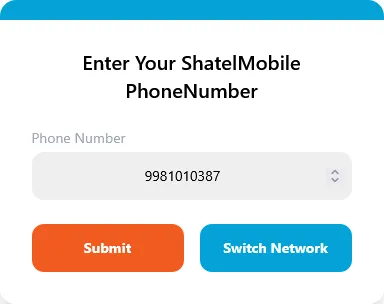 Enter Your ShatelMobile
PhoneNumber
Phone Number
9981010387
Submit
Switch Network